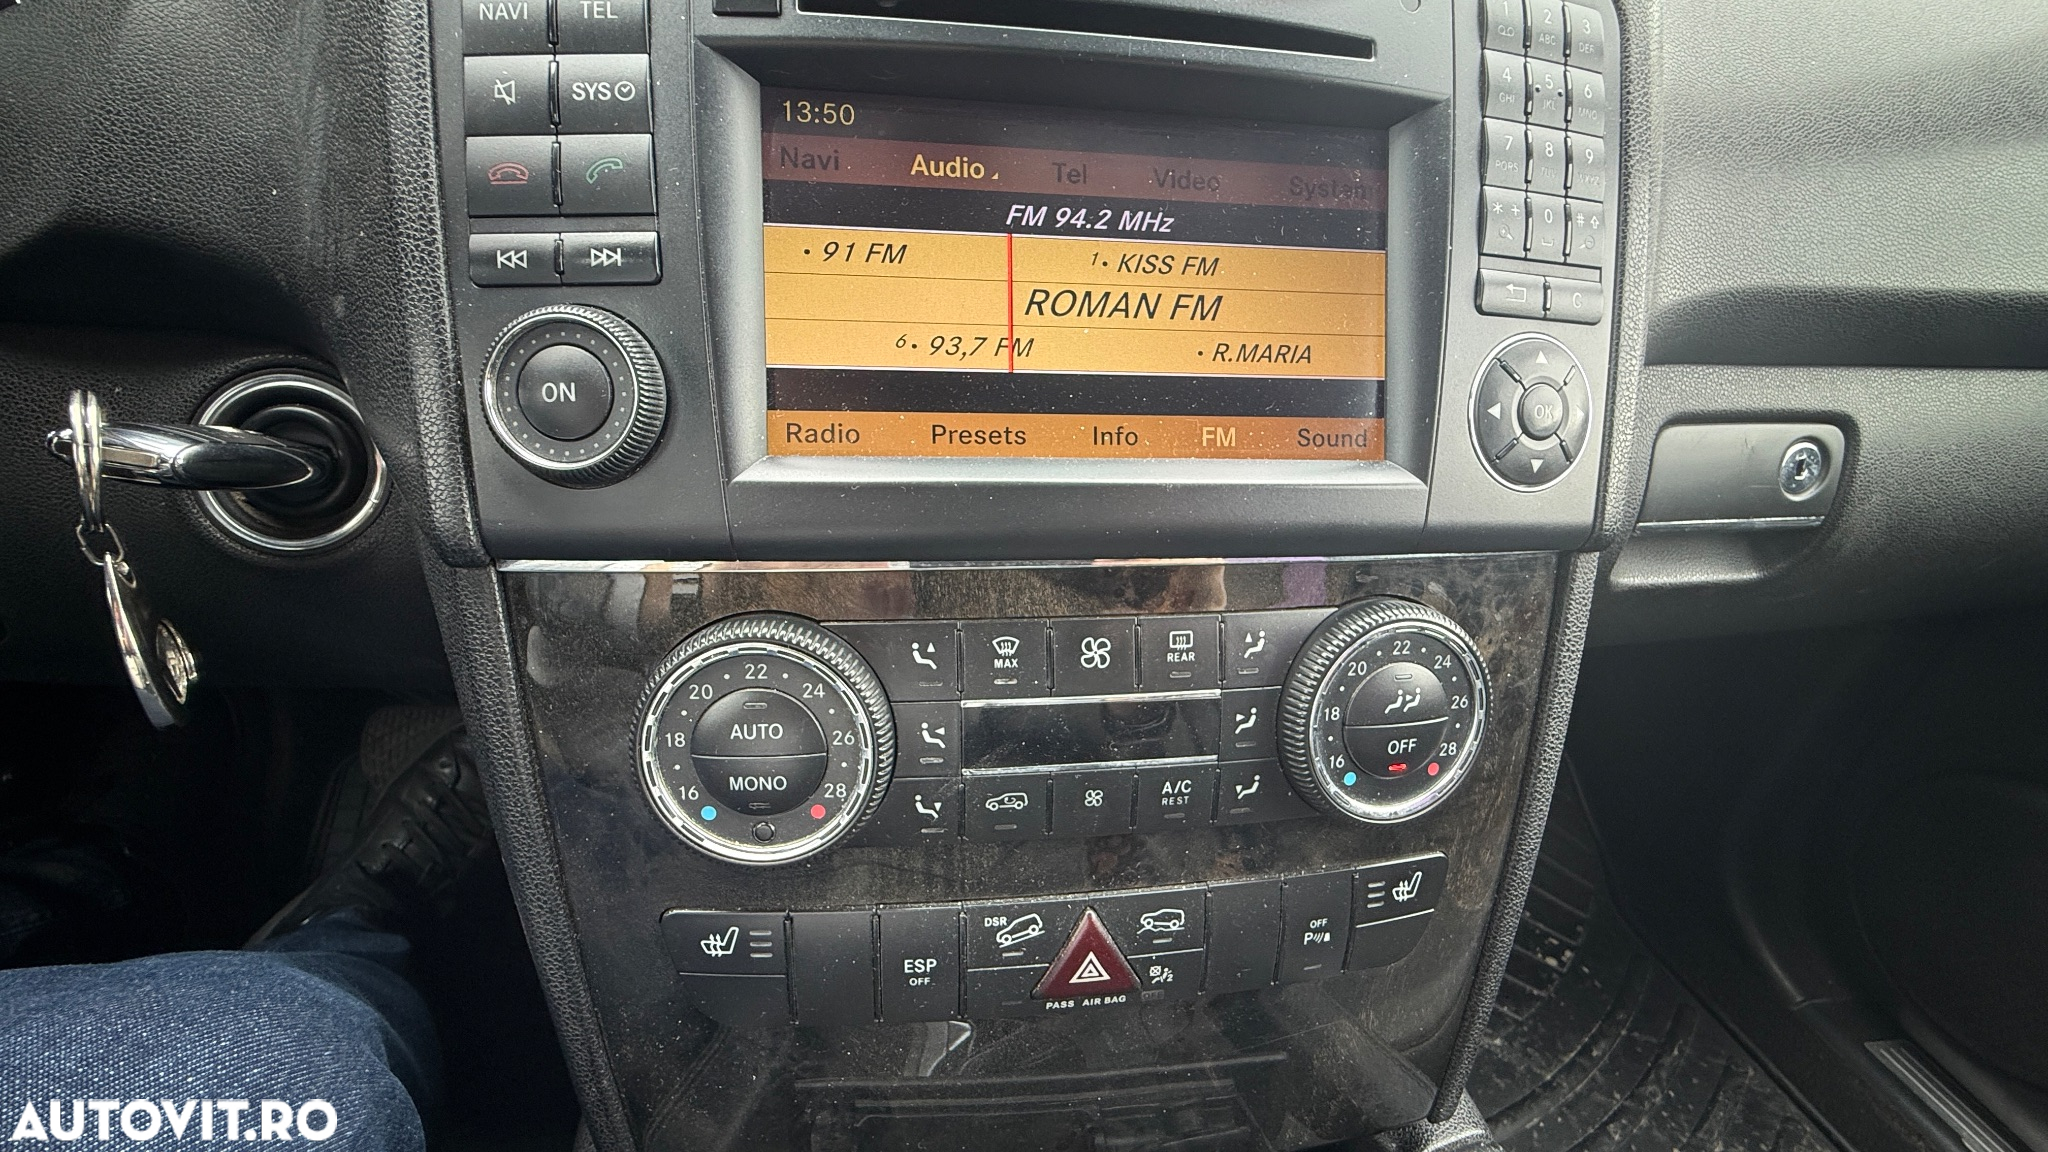 NAVI TEL
SYS
ON
13:50
Navi Audio Tel Video System
FM 94.2 MHz
• 91 FM 1• KISS FM
ROMAN FM
6• 93,7 FM • R.MARIA
Radio Presets Info FM Sound
1 2 ABC 3 DEF
4 GHI 5 JKL 6 MNO
7 PQRS 8 TUV 9 WXYZ
* + 0 #
C
OK
16 18 20 22 24 26 28
AUTO
MONO
MAX
REAR
A/C
REST
16 18 20 22 24 26 28
OFF
ESP
OFF
DSR
PASS AIR BAG
OFF
OFF
P
AUTOVIT.RO